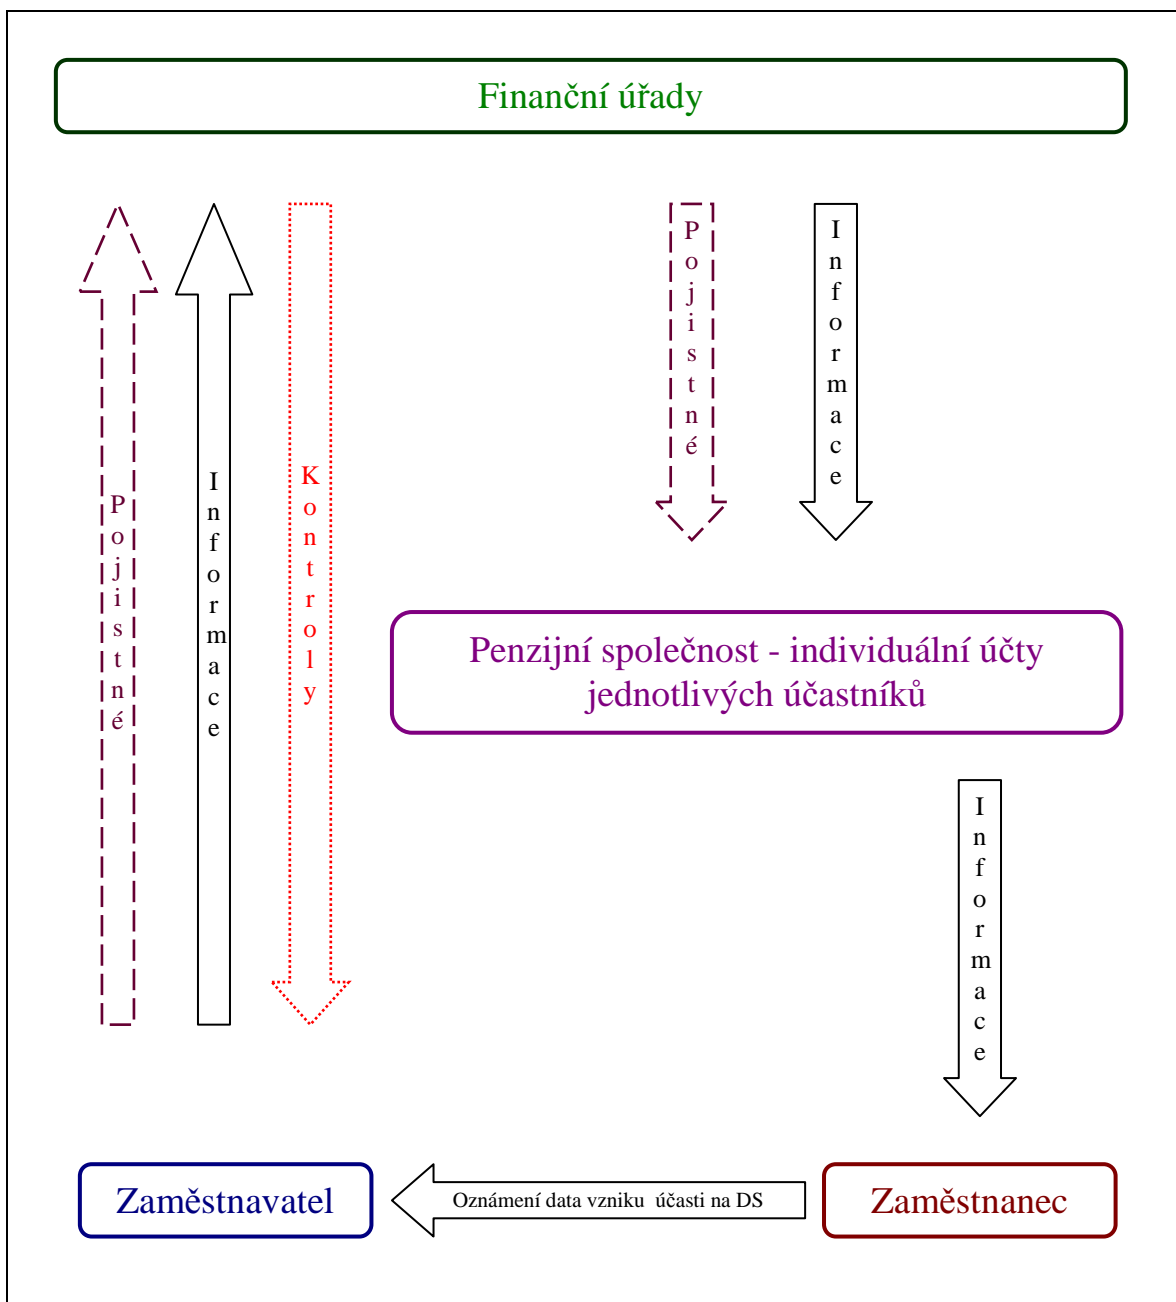 Finanční úřady
Pojistné
Informace
Kontroly
Pojistné
Informace
Penzijní společnost - individuální účty
jednotlivých účastníků
Informace
Zaměstnavatel
Oznámení data vzniku účasti na DS
Zaměstnanec